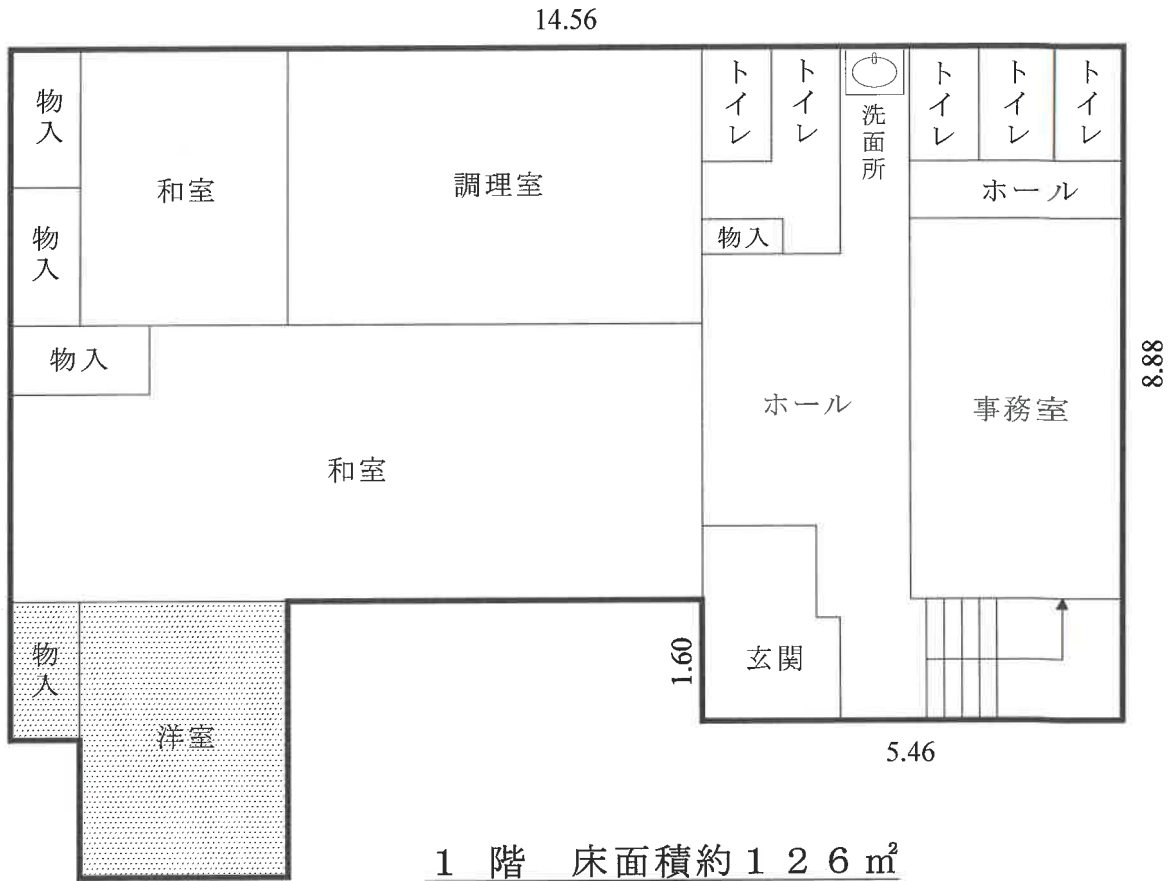 14.56
物入
和室
調理室
トイレ
トイレ
洗面所
トイレ
トイレ
トイレ
ホール
物入
物入
物入
ホール
事務室
8.88
和室
物入
洋室
1.60
玄関
5.46
1 階 床面積約126㎡